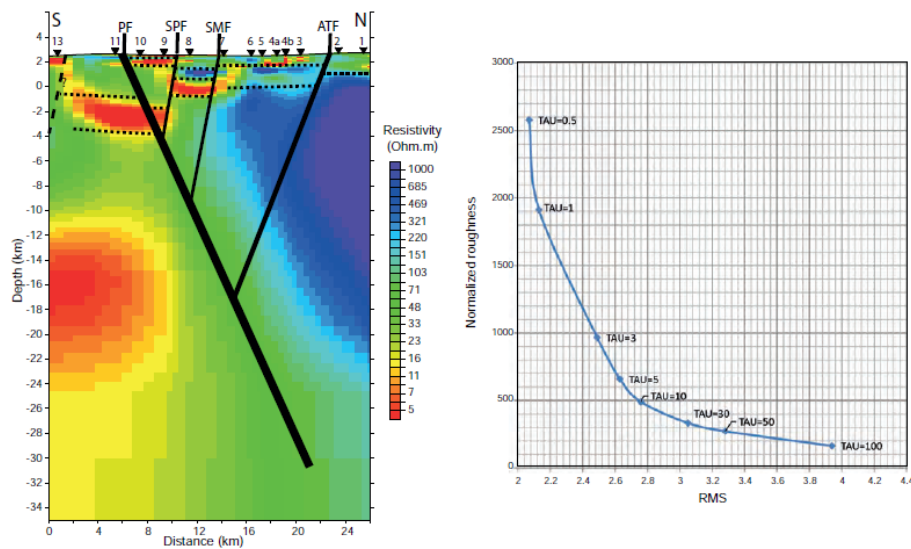 S PF SPF SMF ATF N
13 11 10 9 8 7 6 5 4a 4b 3 2 1
4
2
0
-2
-4
-6
-8
-10
-12
-14
-16
-18
-20
-22
-24
-26
-28
-30
-32
-34
Depth (km)
0 4 8 12 16 20 24
Distance (km)
?
Resistivity
(Ohm.m)
1000
685
469
321
220
151
103
71
48
33
23
16
11
7
5
Normalized roughness
3000
2500
2000
1500
1000
500
0
TAU=0.5
TAU=1
TAU=3
TAU=5
TAU=10
TAU=30
TAU=50
TAU=100
2 2.2 2.4 2.6 2.8 3 3.2 3.4 3.6 3.8 4 4.2 4.4
RMS